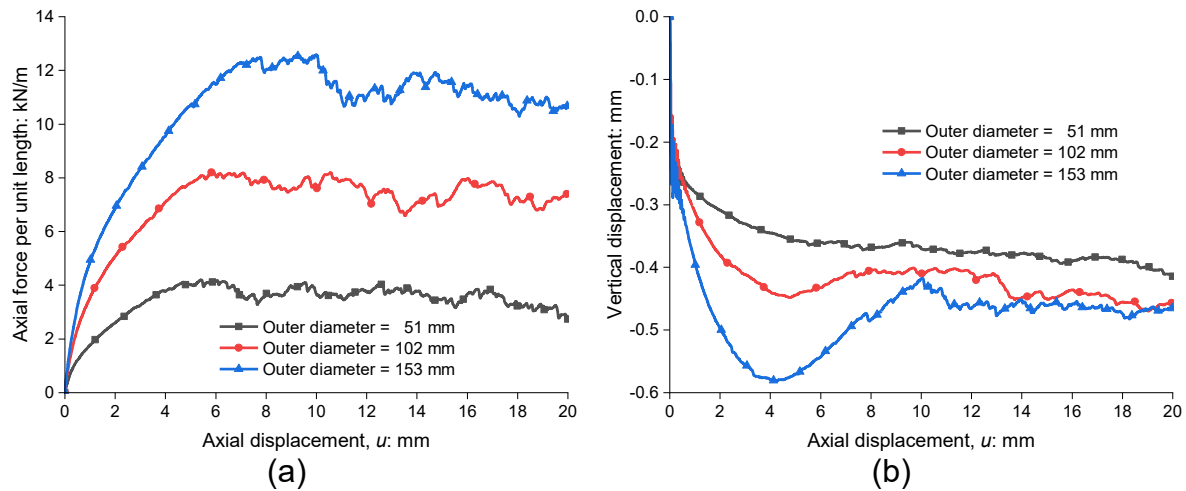 14
12
10
8
6
4
2
0
Axial force per unit length: kN/m
Outer diameter = 51 mm
Outer diameter = 102 mm
Outer diameter = 153 mm
0 2 4 6 8 10 12 14 16 18 20
Axial displacement, u: mm
(a)
0.0
-0.1
-0.2
-0.3
-0.4
-0.5
-0.6
Vertical displacement: mm
Outer diameter = 51 mm
Outer diameter = 102 mm
Outer diameter = 153 mm
0 2 4 6 8 10 12 14 16 18 20
Axial displacement, u: mm
(b)